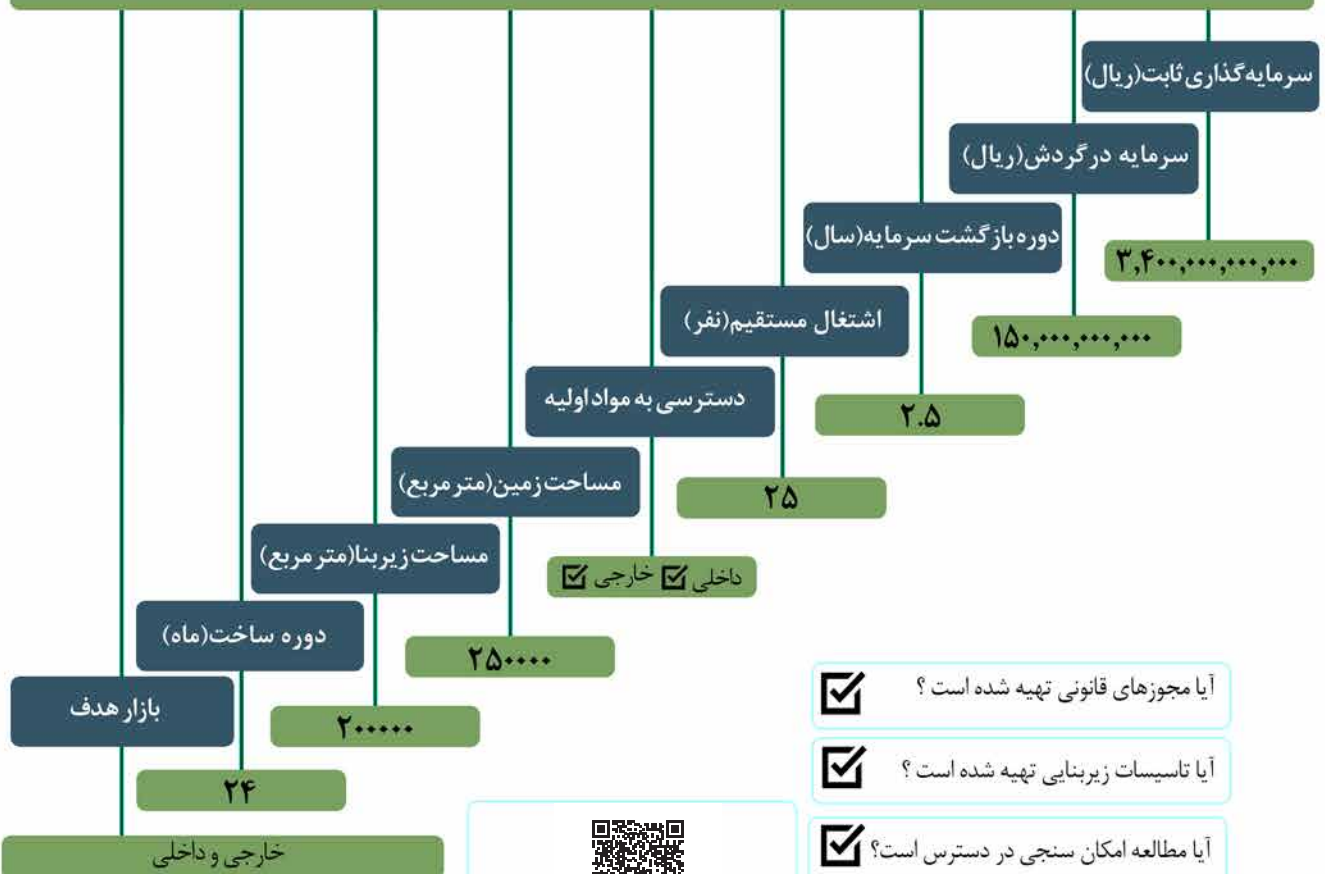 سرمایه‌گذاری ثابت(ریال)
۳,۴۰۰,۰۰۰,۰۰۰,۰۰۰
سرمایه در گردش(ریال)
۱۵۰,۰۰۰,۰۰۰,۰۰۰
دوره بازگشت سرمایه(سال)
۲.۵
اشتغال مستقیم(نفر)
۲۵
دسترسی به مواد اولیه
داخلی ☑ خارجی ☑
مساحت زمین(متر مربع)
۲۵۰۰۰۰
مساحت زیربنا(متر مربع)
۲۰۰۰۰۰
دوره ساخت(ماه)
۲۴
بازار هدف
خارجی و داخلی
آیا مجوزهای قانونی تهیه شده است ؟ ☑
آیا تاسیسات زیربنایی تهیه شده است ؟ ☑
آیا مطالعه امکان سنجی در دسترس است؟ ☑